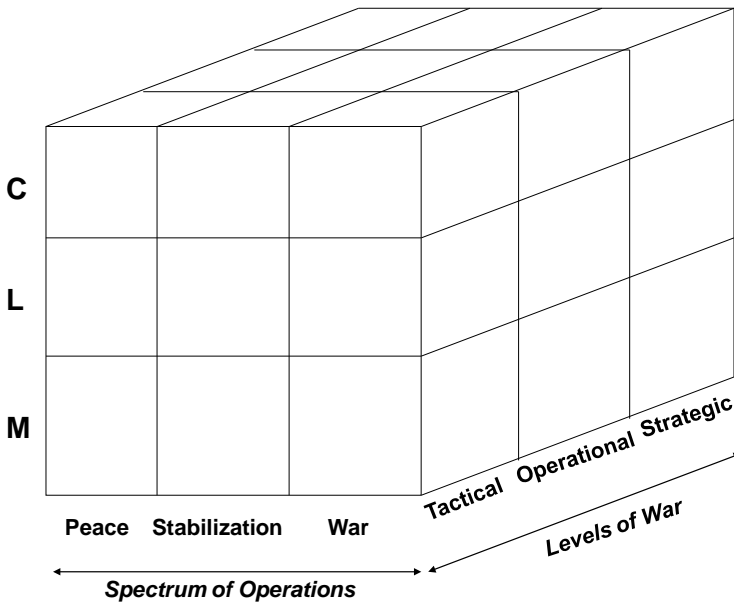 C
L
M
Peace Stabilization War
Tactical Operational Strategic
Spectrum of Operations
Levels of War